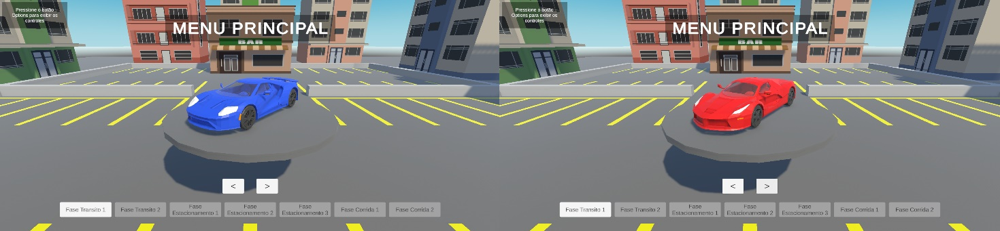 Pressione o botão
Options para exibir os
controles
MENU PRINCIPAL
BAR
<
>
Fase Transito 1
Fase Transito 2
Fase
Estacionamento 1
Fase
Estacionamento 2
Fase
Estacionamento 3
Fase Corrida 1
Fase Corrida 2
Pressione o botão
Options para exibir os
controles
MENU PRINCIPAL
BAR
<
>
Fase Transito 1
Fase Transito 2
Fase
Estacionamento 1
Fase
Estacionamento 2
Fase
Estacionamento 3
Fase Corrida 1
Fase Corrida 2